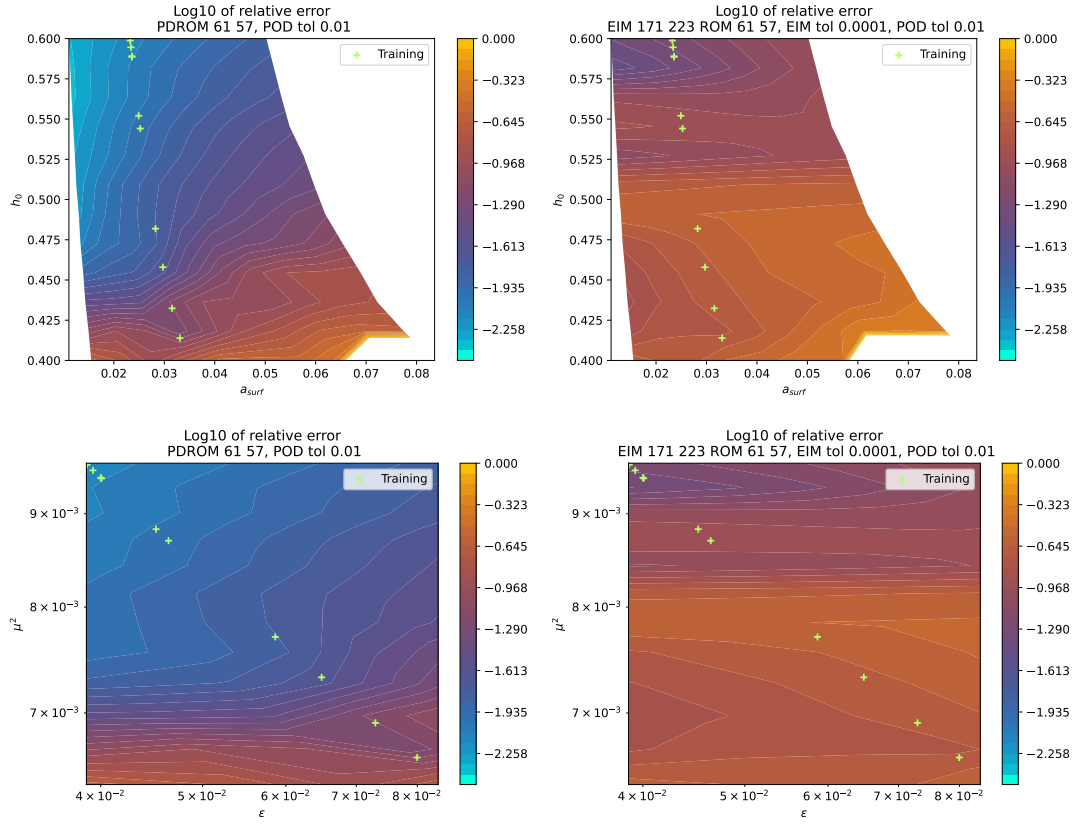 Log10 of relative error
PDROM 61 57, POD tol 0.01
0.600
0.575
0.550
0.525
0.500
0.475
0.450
0.425
0.400
h₀
Training
0.02 0.03 0.04 0.05 0.06 0.07 0.08
a_surf
0.000
−0.323
−0.645
−0.968
−1.290
−1.613
−1.935
−2.258
Log10 of relative error
EIM 171 223 ROM 61 57, EIM tol 0.0001, POD tol 0.01
0.600
0.575
0.550
0.525
0.500
0.475
0.450
0.425
0.400
h₀
Training
0.02 0.03 0.04 0.05 0.06 0.07 0.08
a_surf
0.000
−0.323
−0.645
−0.968
−1.290
−1.613
−1.935
−2.258
Log10 of relative error
PDROM 61 57, POD tol 0.01
9 × 10⁻³
8 × 10⁻³
7 × 10⁻³
μ²
Training
4 × 10⁻² 5 × 10⁻² 6 × 10⁻² 7 × 10⁻² 8 × 10⁻²
ε
0.000
−0.323
−0.645
−0.968
−1.290
−1.613
−1.935
−2.258
Log10 of relative error
EIM 171 223 ROM 61 57, EIM tol 0.0001, POD tol 0.01
9 × 10⁻³
8 × 10⁻³
7 × 10⁻³
μ²
Training
4 × 10⁻² 5 × 10⁻² 6 × 10⁻² 7 × 10⁻² 8 × 10⁻²
ε
0.000
−0.323
−0.645
−0.968
−1.290
−1.613
−1.935
−2.258